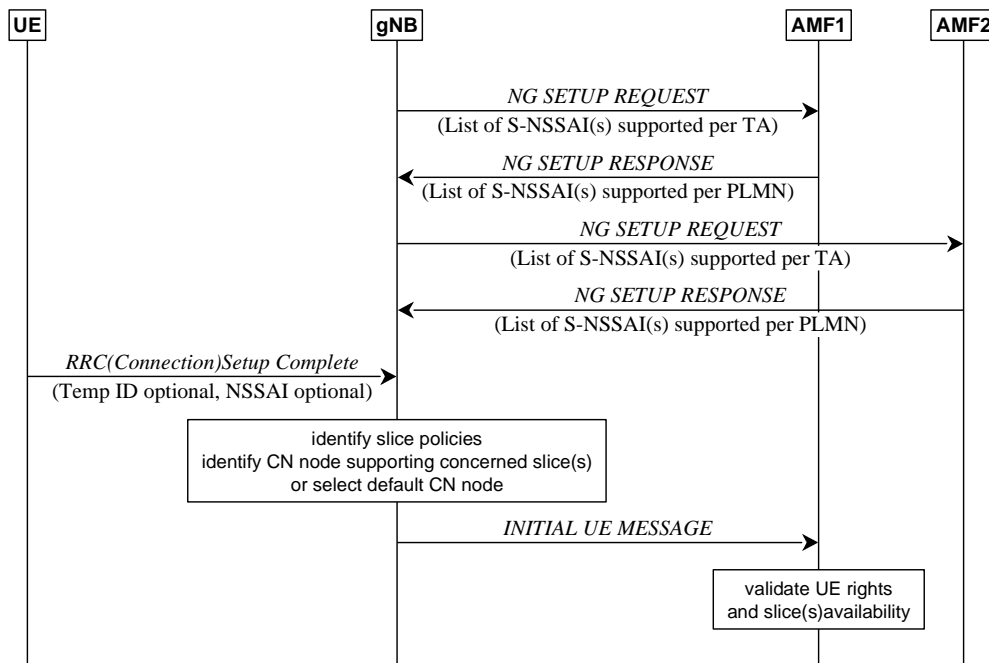 UE gNB AMF1 AMF2
NG SETUP REQUEST
(List of S-NSSAI(s) supported per TA)
NG SETUP RESPONSE
(List of S-NSSAI(s) supported per PLMN)
NG SETUP REQUEST
(List of S-NSSAI(s) supported per TA)
NG SETUP RESPONSE
(List of S-NSSAI(s) supported per PLMN)
RRC(Connection)Setup Complete
(Temp ID optional, NSSAI optional)
identify slice policies
identify CN node supporting concerned slice(s)
or select default CN node
INITIAL UE MESSAGE
validate UE rights
and slice(s)availability